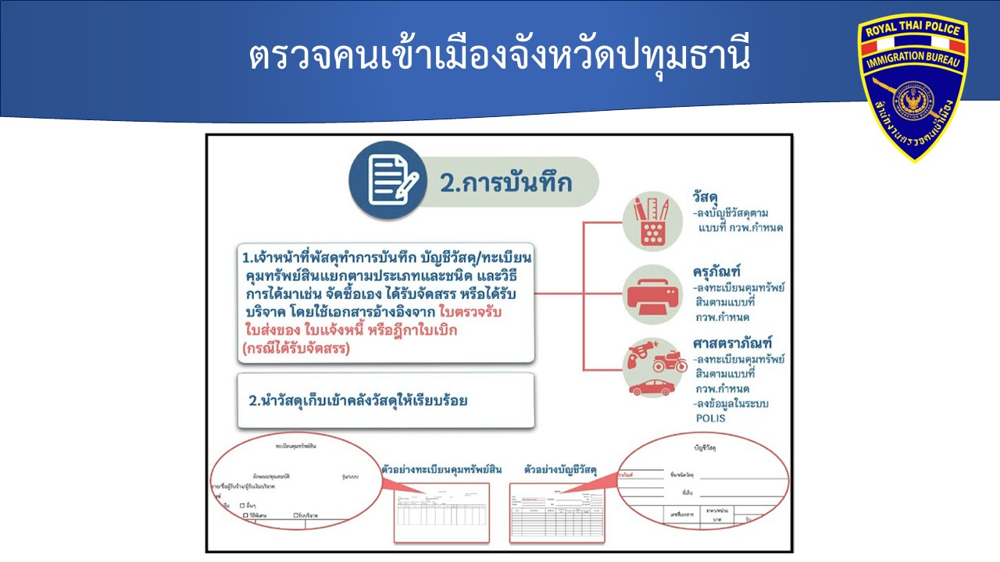 ตรวจคนเข้าเมืองจังหวัดปทุมธานี
ROYAL THAI POLICE
IMMIGRATION BUREAU
สำนักงานตรวจคนเข้าเมือง
2.การบันทึก
1.เจ้าหน้าที่พัสดุทำการบันทึก บัญชีวัสดุ/ทะเบียน
คุมทรัพย์สินแยกตามประเภทและชนิด และวิธี
การได้มาเช่น จัดซื้อเอง ได้รับจัดสรร หรือได้รับ
บริจาค โดยใช้เอกสารอ้างอิงจาก ใบตรวจรับ
ใบส่งของ ใบแจ้งหนี้ หรือฎีกาใบเบิก
(กรณีได้รับจัดสรร)
2.นำวัสดุเก็บเข้าคลังวัสดุให้เรียบร้อย
วัสดุ
-ลงบัญชีวัสดุตาม
แบบที่ กวพ.กำหนด
ครุภัณฑ์
-ลงทะเบียนคุมทรัพย์
สินตามแบบที่
กวพ.กำหนด
ศาสตราภัณฑ์
-ลงทะเบียนคุมทรัพย์
สินตามแบบที่
กวพ.กำหนด
-ลงข้อมูลในระบบ
POLIS
ทะเบียนคุมทรัพย์สิน
ลักษณะ/คุณสมบัติ รุ่น/แบบ
ขาย/ชื่อผู้รับจ้าง/ผู้รับเงินบริจาค
อื่นๆ
วิธีพิเศษ รับบริจาค
ตัวอย่างทะเบียนคุมทรัพย์สิน
ตัวอย่างบัญชีวัสดุ
บัญชีวัสดุ
ชื่อ/ชนิดวัสดุ
ที่เก็บ
เลขที่เอกสาร ราคา/หน่วย
บาท รับ